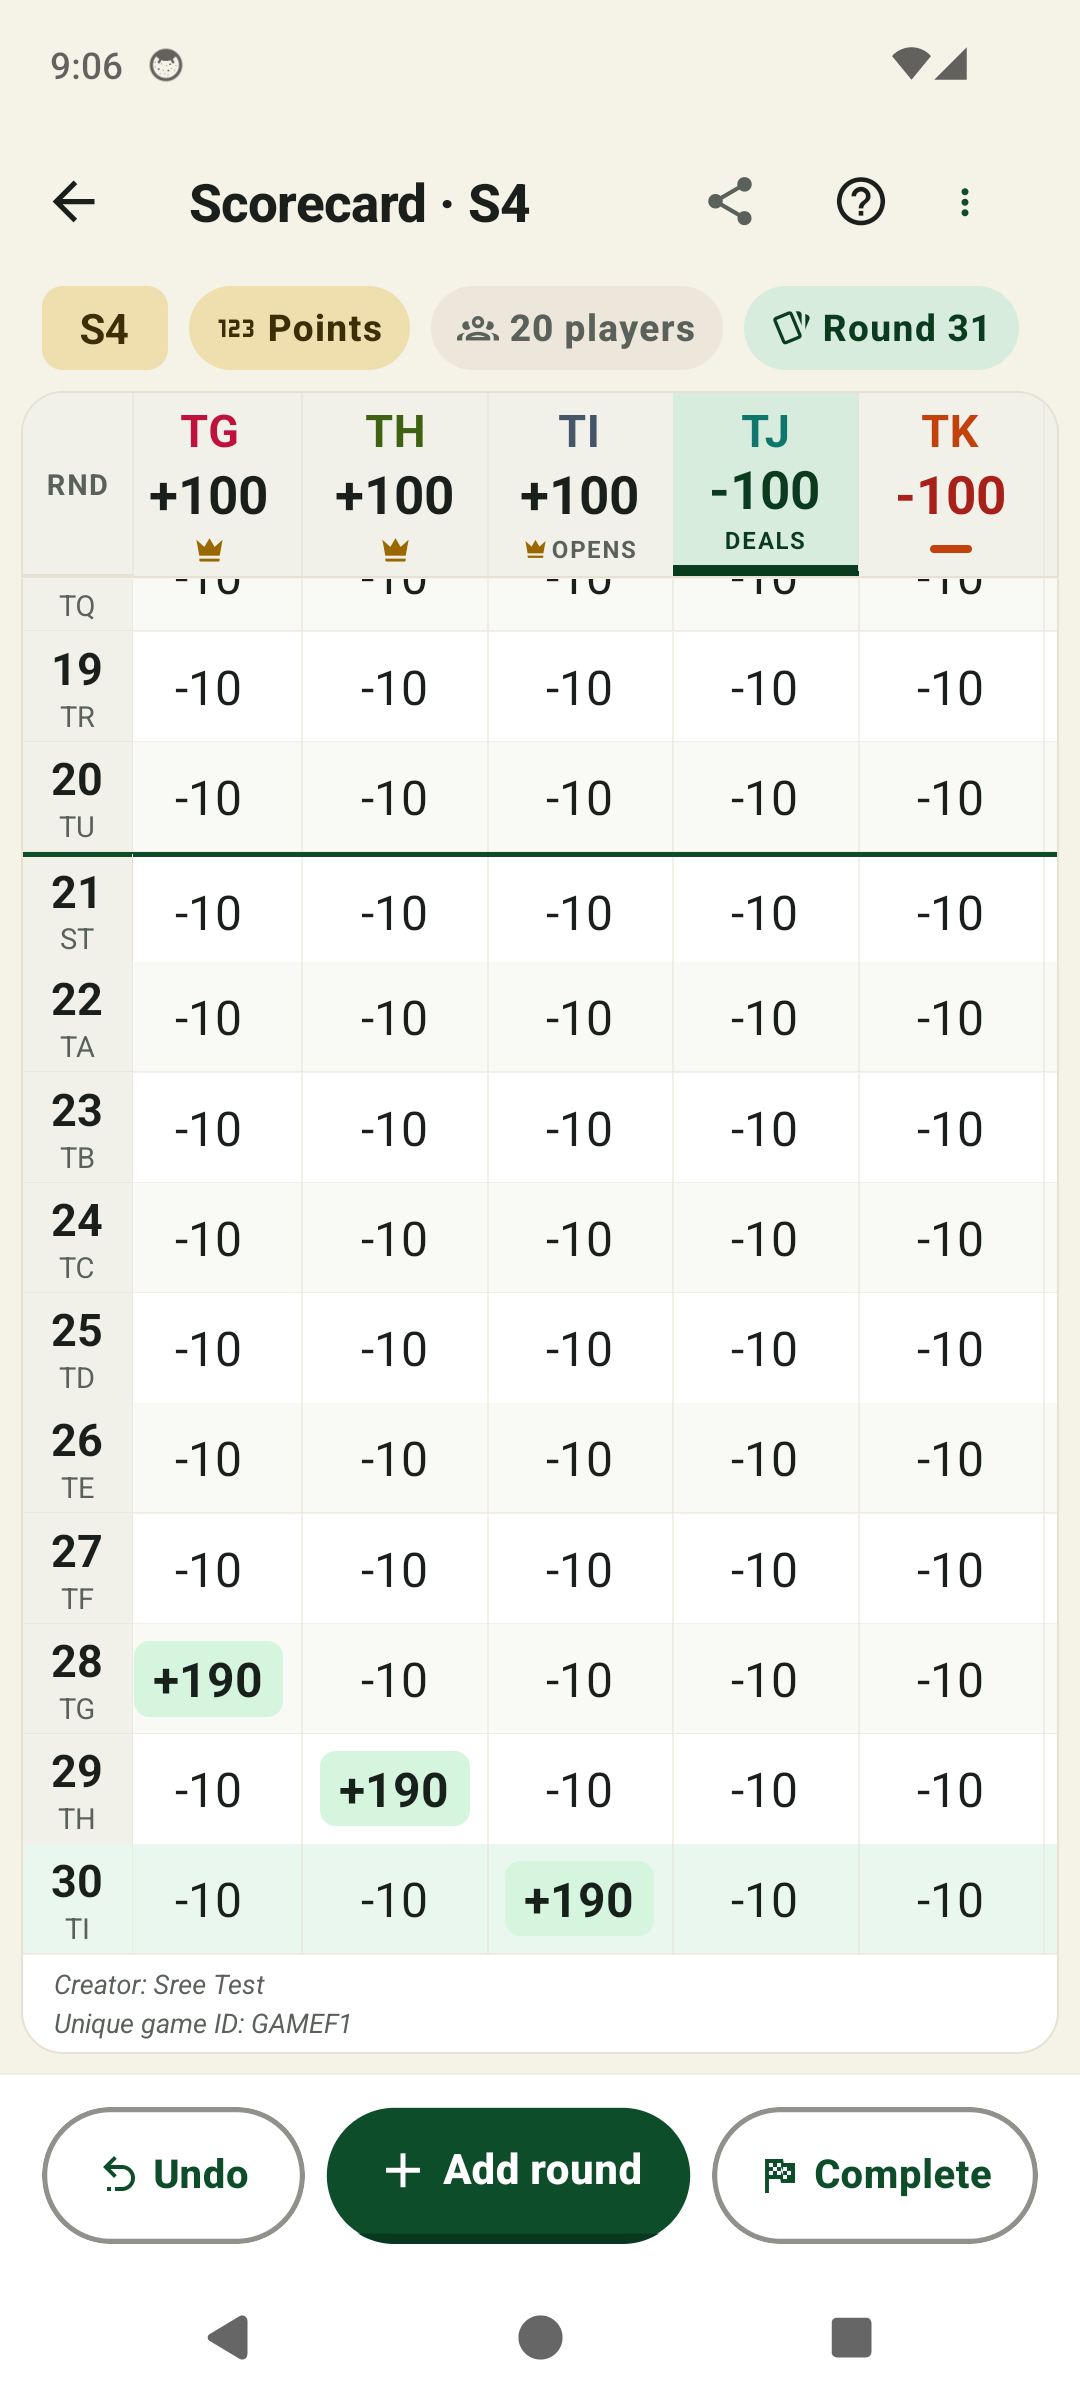 9:06
Scorecard · S4
S4
123 Points
20 players
Round 31
RND TG TH TI TJ TK
+100 +100 +100 -100 -100
OPENS DEALS
TQ -10 -10 -10 -10 -10
19 TR -10 -10 -10 -10 -10
20 TU -10 -10 -10 -10 -10
21 ST -10 -10 -10 -10 -10
22 TA -10 -10 -10 -10 -10
23 TB -10 -10 -10 -10 -10
24 TC -10 -10 -10 -10 -10
25 TD -10 -10 -10 -10 -10
26 TE -10 -10 -10 -10 -10
27 TF -10 -10 -10 -10 -10
28 TG +190 -10 -10 -10 -10
29 TH -10 +190 -10 -10 -10
30 TI -10 -10 +190 -10 -10
Creator: Sree Test
Unique game ID: GAMEF1
Undo
+ Add round
Complete